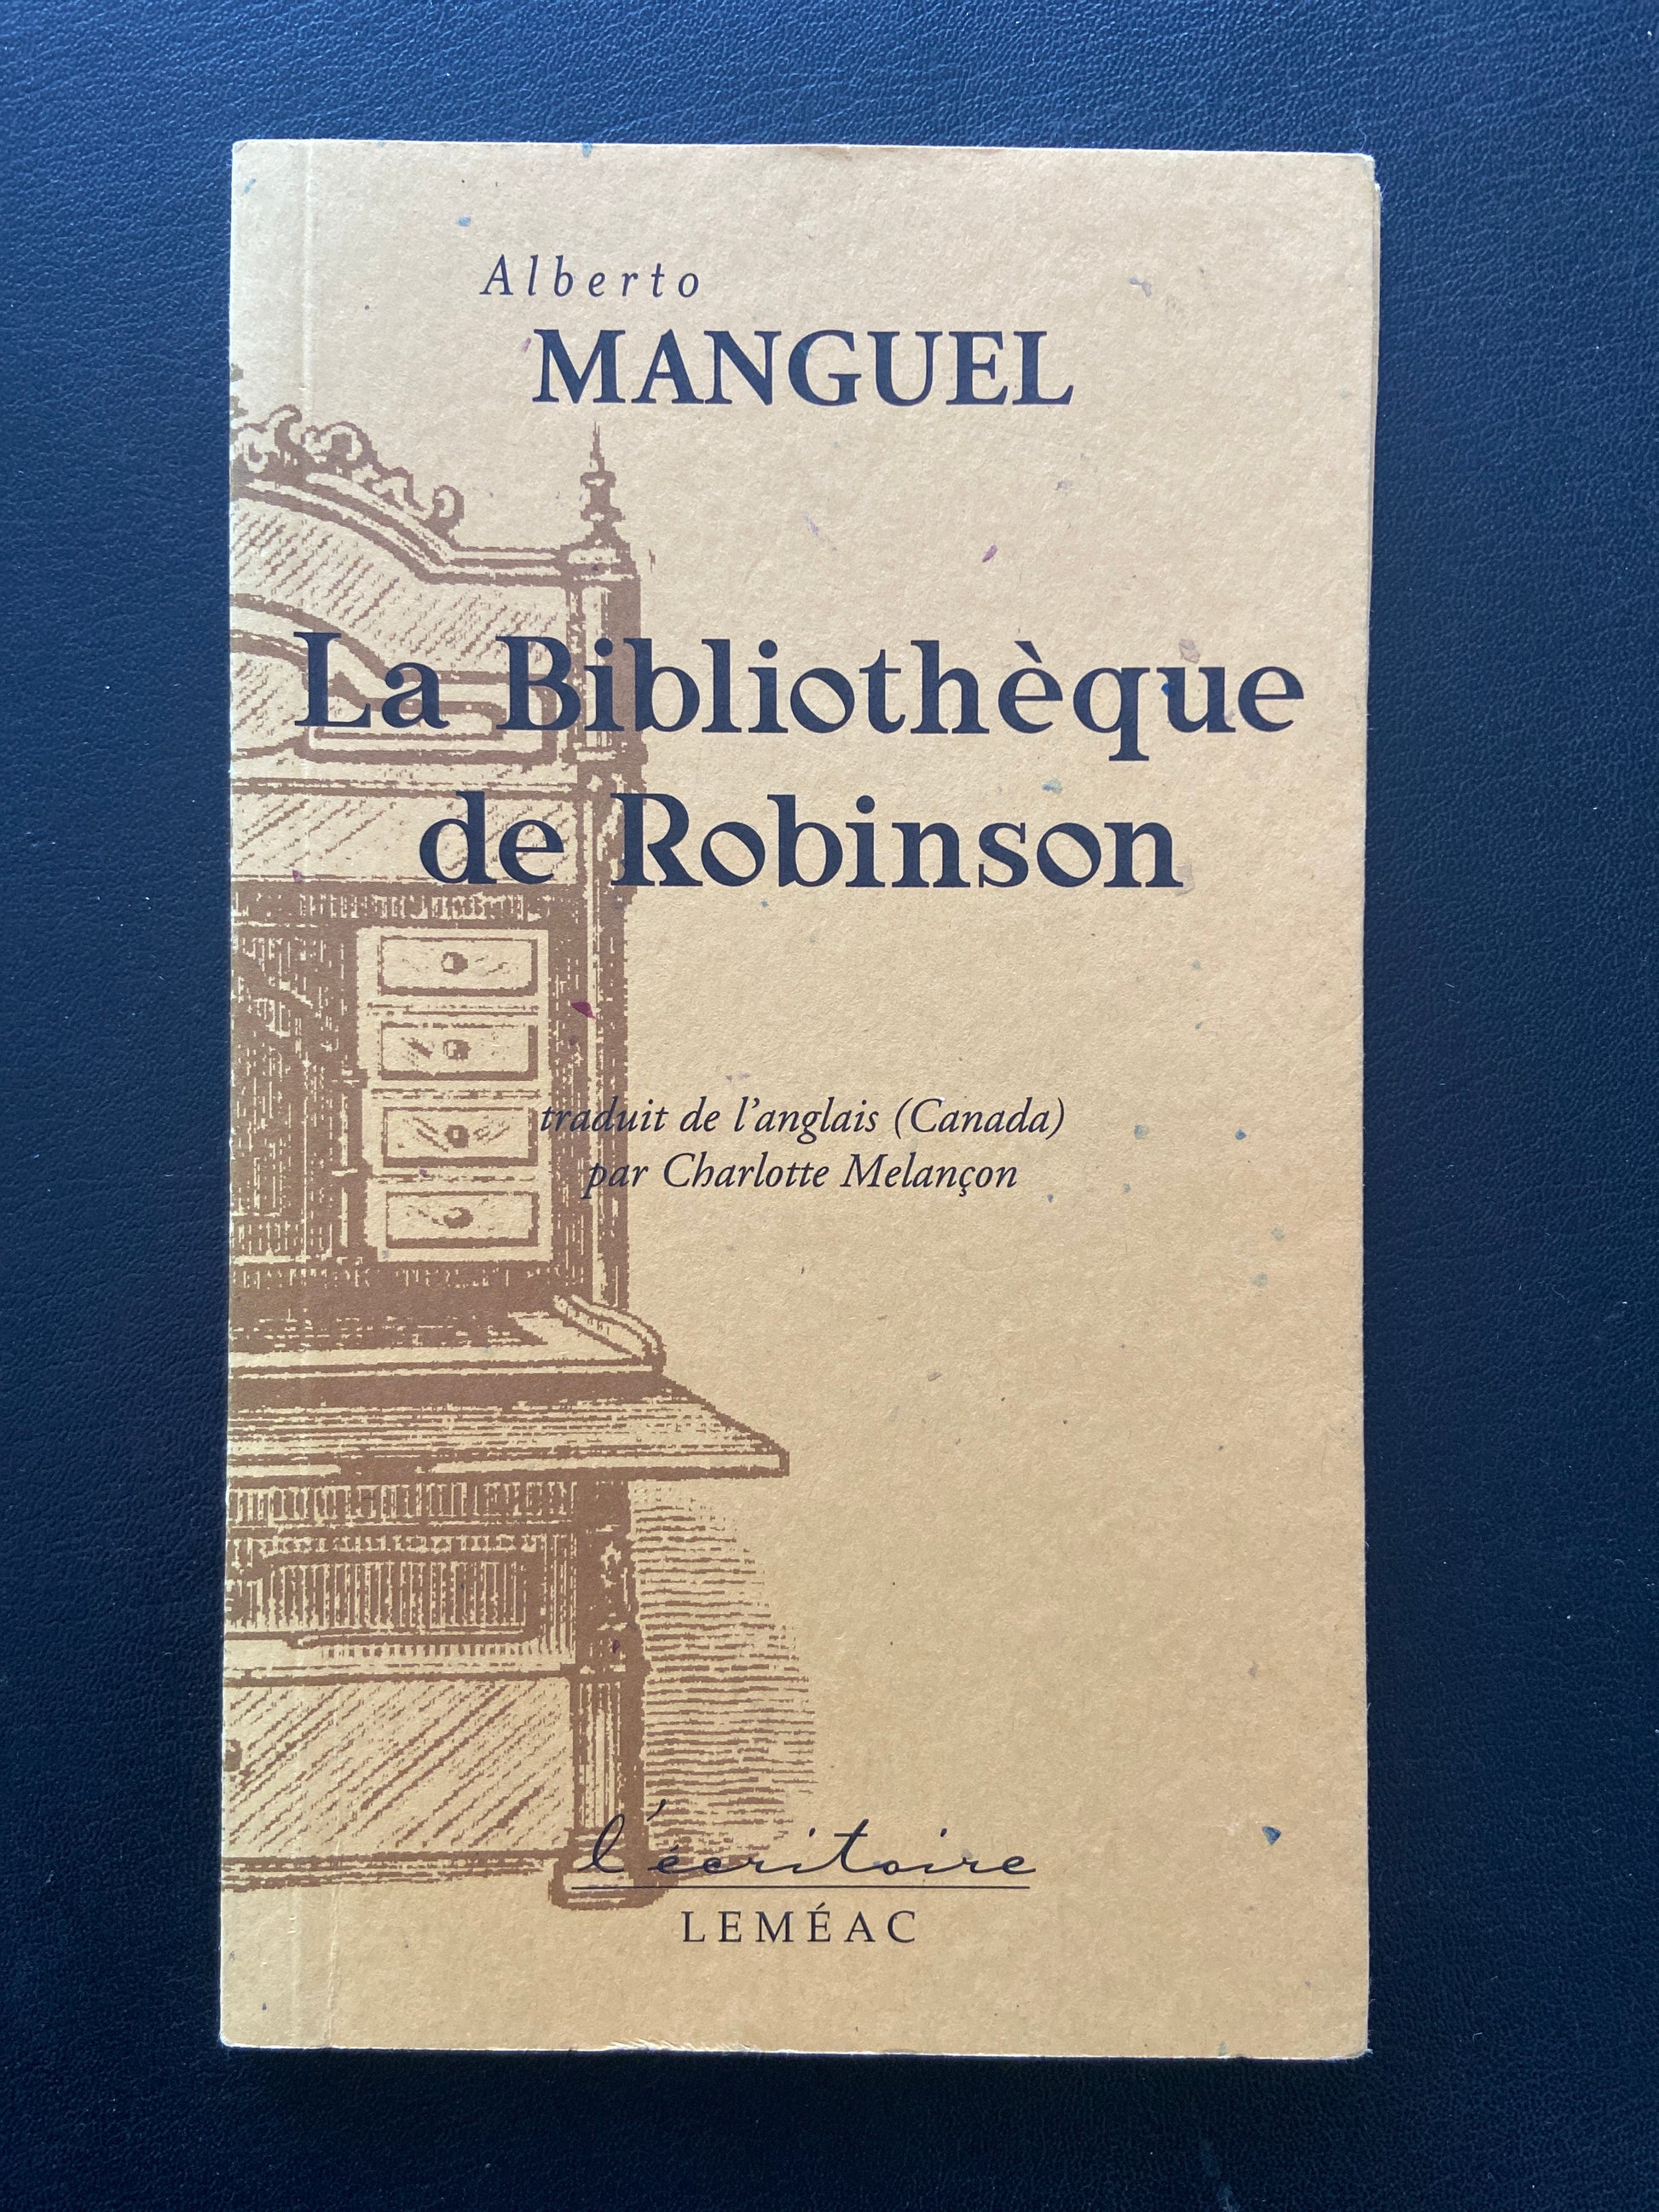 Alberto
MANGUEL
La Bibliothèque
de Robinson
traduit de l'anglais (Canada)
par Charlotte Melançon
l'écritoire
LEMÉAC